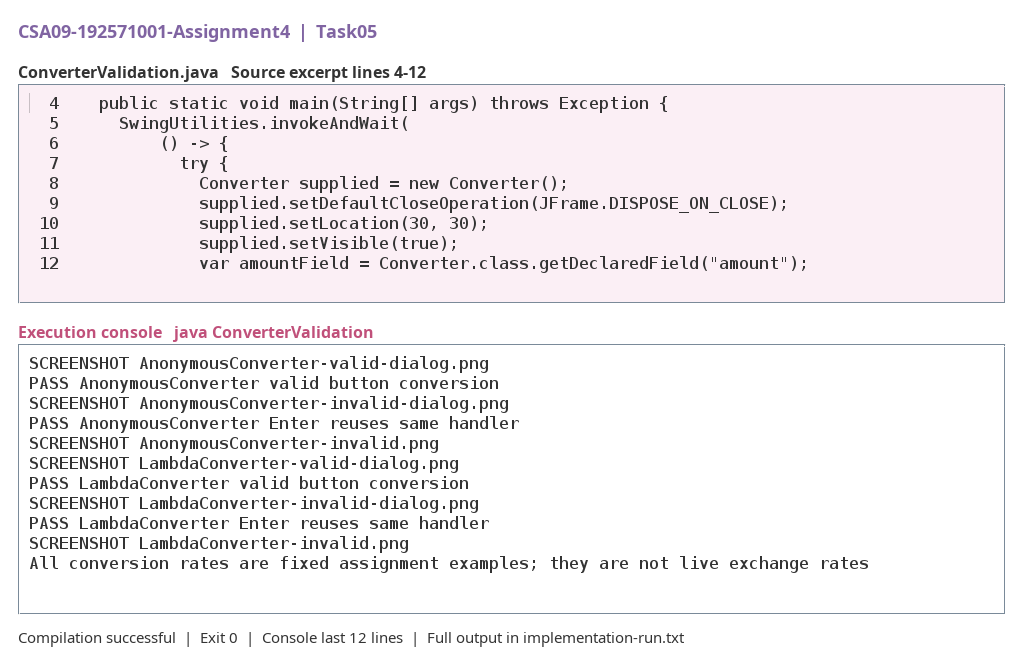 CSA09-192571001-Assignment4 | Task05
ConverterValidation.java Source excerpt lines 4-12
4 public static void main(String[] args) throws Exception {
5 SwingUtilities.invokeAndWait(
6 () -> {
7 try {
8 Converter supplied = new Converter();
9 supplied.setDefaultCloseOperation(JFrame.DISPOSE_ON_CLOSE);
10 supplied.setLocation(30, 30);
11 supplied.setVisible(true);
12 var amountField = Converter.class.getDeclaredField("amount");
Execution console java ConverterValidation
SCREENSHOT AnonymousConverter-valid-dialog.png
PASS AnonymousConverter valid button conversion
SCREENSHOT AnonymousConverter-invalid-dialog.png
PASS AnonymousConverter Enter reuses same handler
SCREENSHOT AnonymousConverter-invalid.png
SCREENSHOT LambdaConverter-valid-dialog.png
PASS LambdaConverter valid button conversion
SCREENSHOT LambdaConverter-invalid-dialog.png
PASS LambdaConverter Enter reuses same handler
SCREENSHOT LambdaConverter-invalid.png
All conversion rates are fixed assignment examples; they are not live exchange rates
Compilation successful | Exit 0 | Console last 12 lines | Full output in implementation-run.txt